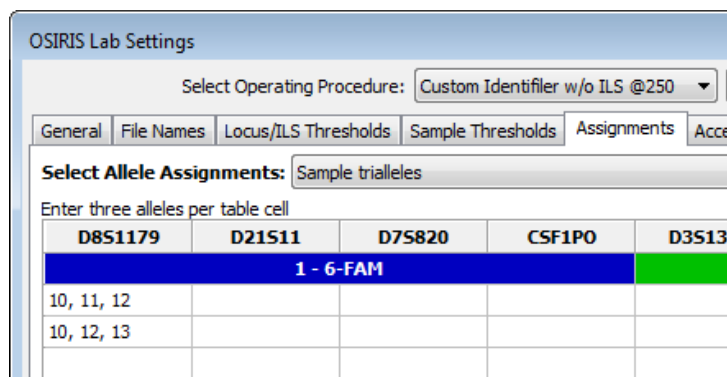 OSIRIS Lab Settings
Select Operating Procedure: Custom Identifiler w/o ILS @250
General File Names Locus/ILS Thresholds Sample Thresholds Assignments Acce
Select Allele Assignments: Sample trialleles
Enter three alleles per table cell
D8S1179 D21S11 D7S820 CSF1PO D3S13
1 - 6-FAM
10, 11, 12
10, 12, 13